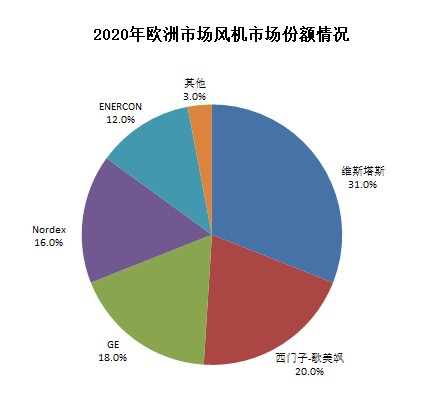 2020年欧洲市场风机市场份额情况
其他
3.0%
维斯塔斯
31.0%
西门子-歌美飒
20.0%
GE
18.0%
Nordex
16.0%
ENERCON
12.0%